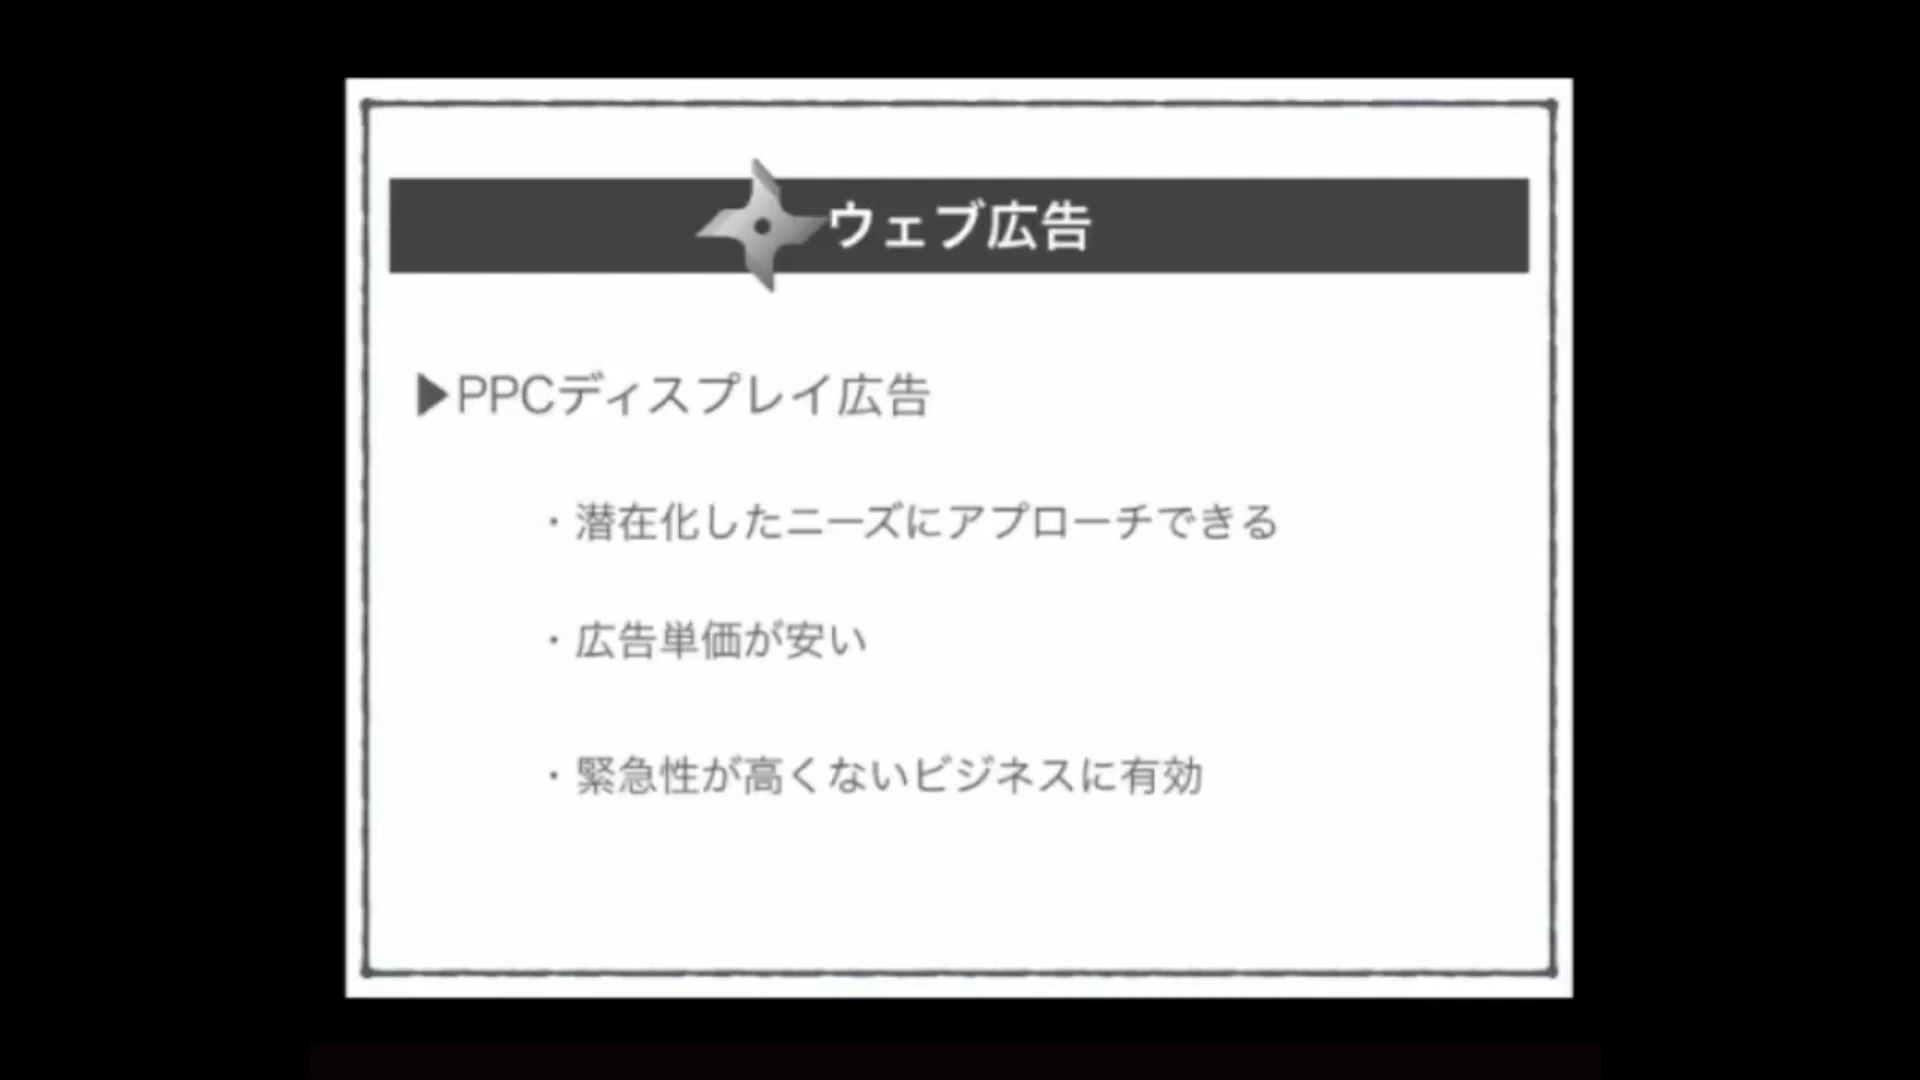 ウェブ広告
▶PPCディスプレイ広告
・潜在化したニーズにアプローチできる
・広告単価が安い
・緊急性が高くないビジネスに有効